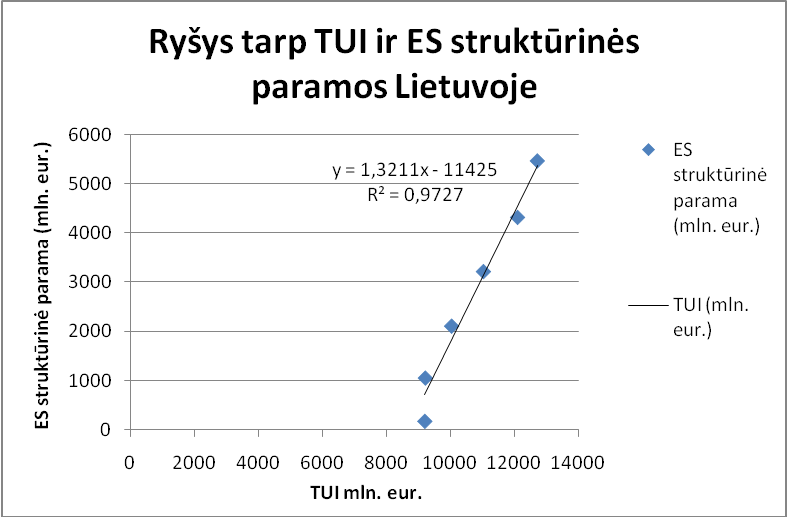 Ryšys tarp TUI ir ES struktūrinės
paramos Lietuvoje
ES struktūrinė parama (mln. eur.)
6000
5000
4000
3000
2000
1000
0
y = 1,3211x - 11425
R² = 0,9727
0 2000 4000 6000 8000 10000 12000 14000
TUI mln. eur.
ES
struktūrinė
parama
(mln. eur.)
TUI (mln.
eur.)